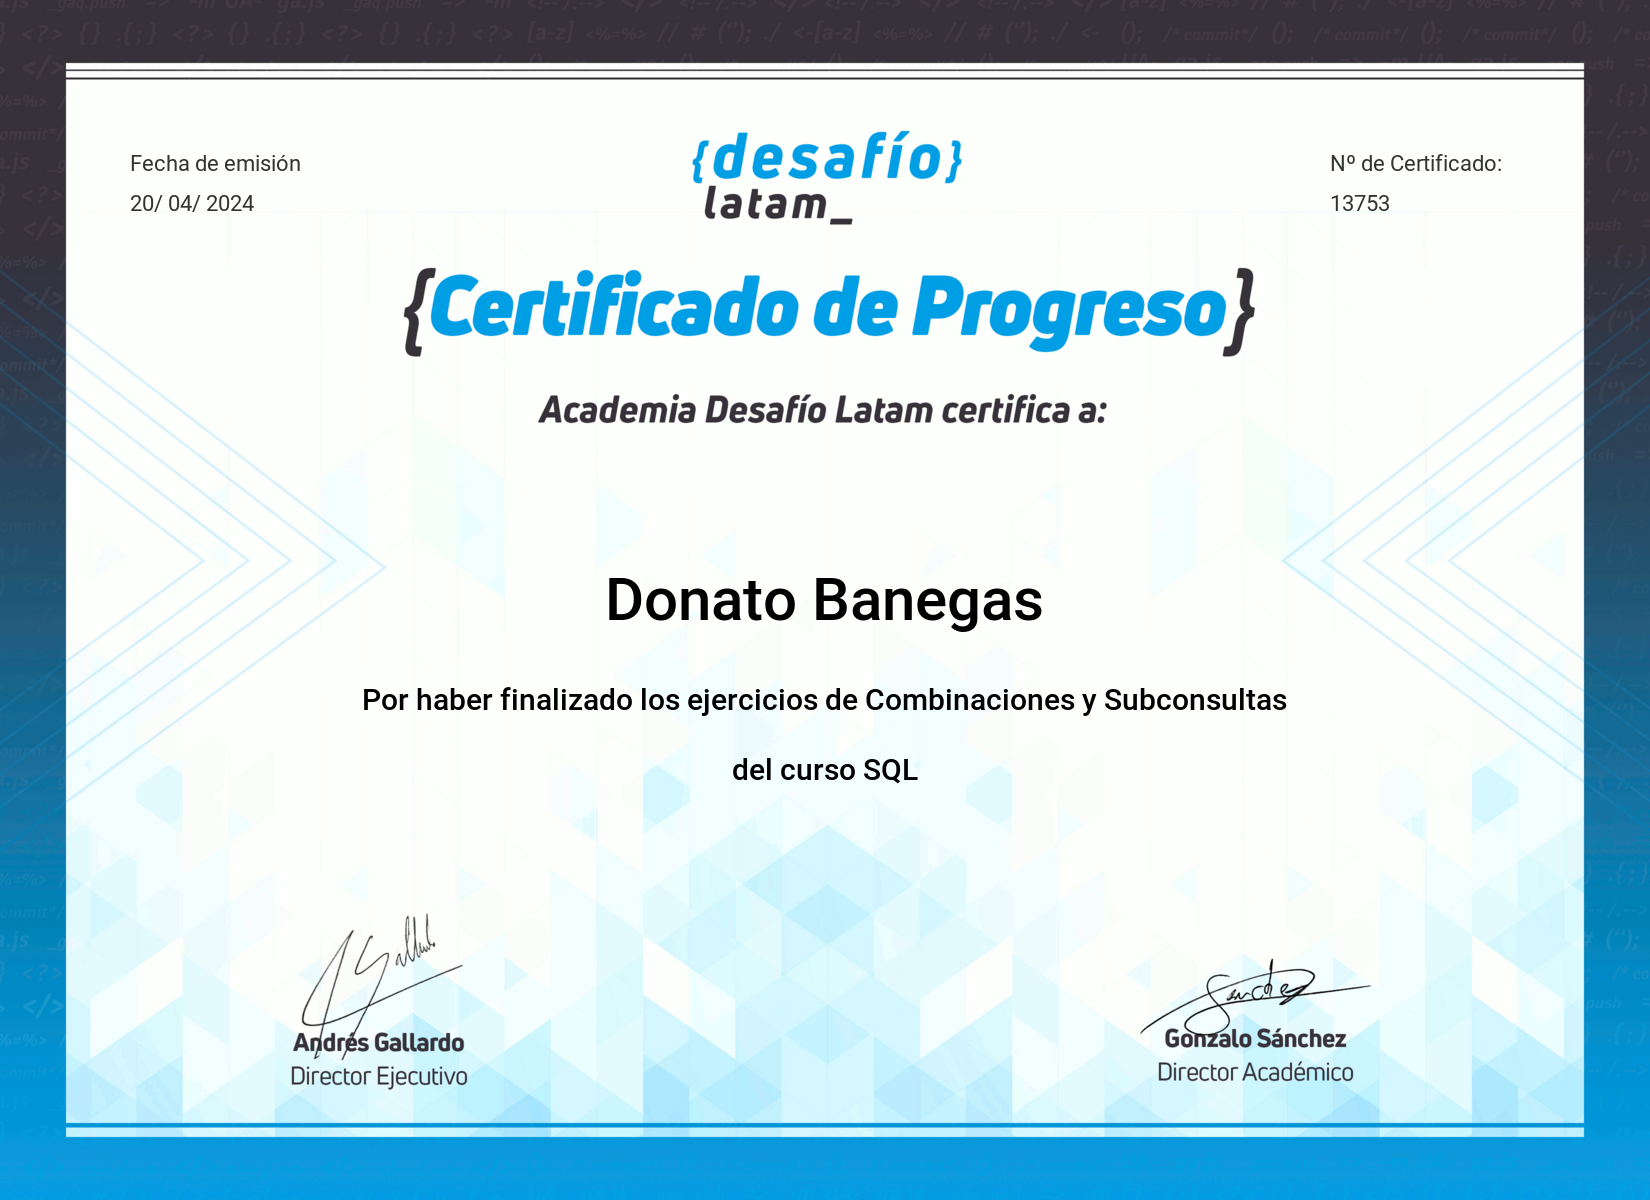 Fecha de emisión
20/ 04/ 2024
{desafío}
latam_
Nº de Certificado:
13753
{Certificado de Progreso}
Academia Desafío Latam certifica a:
Donato Banegas
Por haber finalizado los ejercicios de Combinaciones y Subconsultas
del curso SQL
Andrés Gallardo
Director Ejecutivo
Gonzalo Sánchez
Director Académico